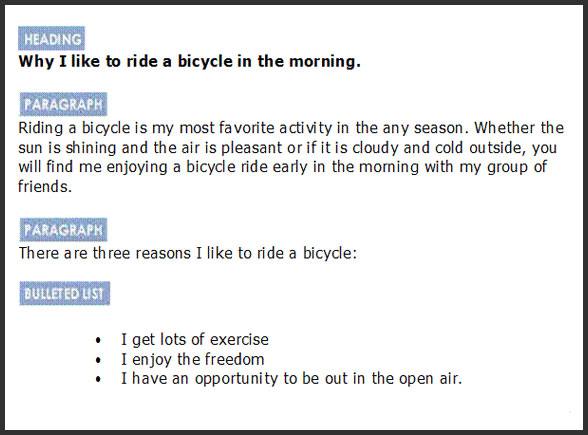 HEADING
Why I like to ride a bicycle in the morning.
PARAGRAPH
Riding a bicycle is my most favorite activity in the any season. Whether the
sun is shining and the air is pleasant or if it is cloudy and cold outside, you
will find me enjoying a bicycle ride early in the morning with my group of
friends.
PARAGRAPH
There are three reasons I like to ride a bicycle:
BULLETED LIST
• I get lots of exercise
• I enjoy the freedom
• I have an opportunity to be out in the open air.